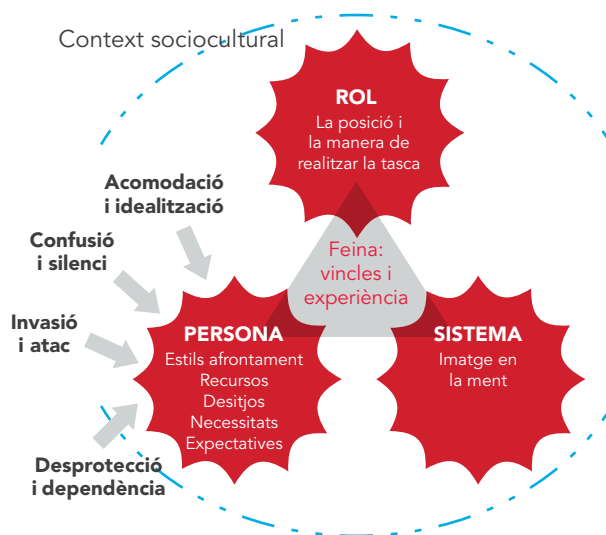 Context sociocultural
ROL
La posició i
la manera de
realitzar la tasca
Acomodació
i idealització
Confusió
i silenci
Invasió
i atac
Desprotecció
i dependència
Feina:
vincles i
experiència
PERSONA
Estils afrontament
Recursos
Desitjos
Necessitats
Expectatives
SISTEMA
Imatge en
la ment